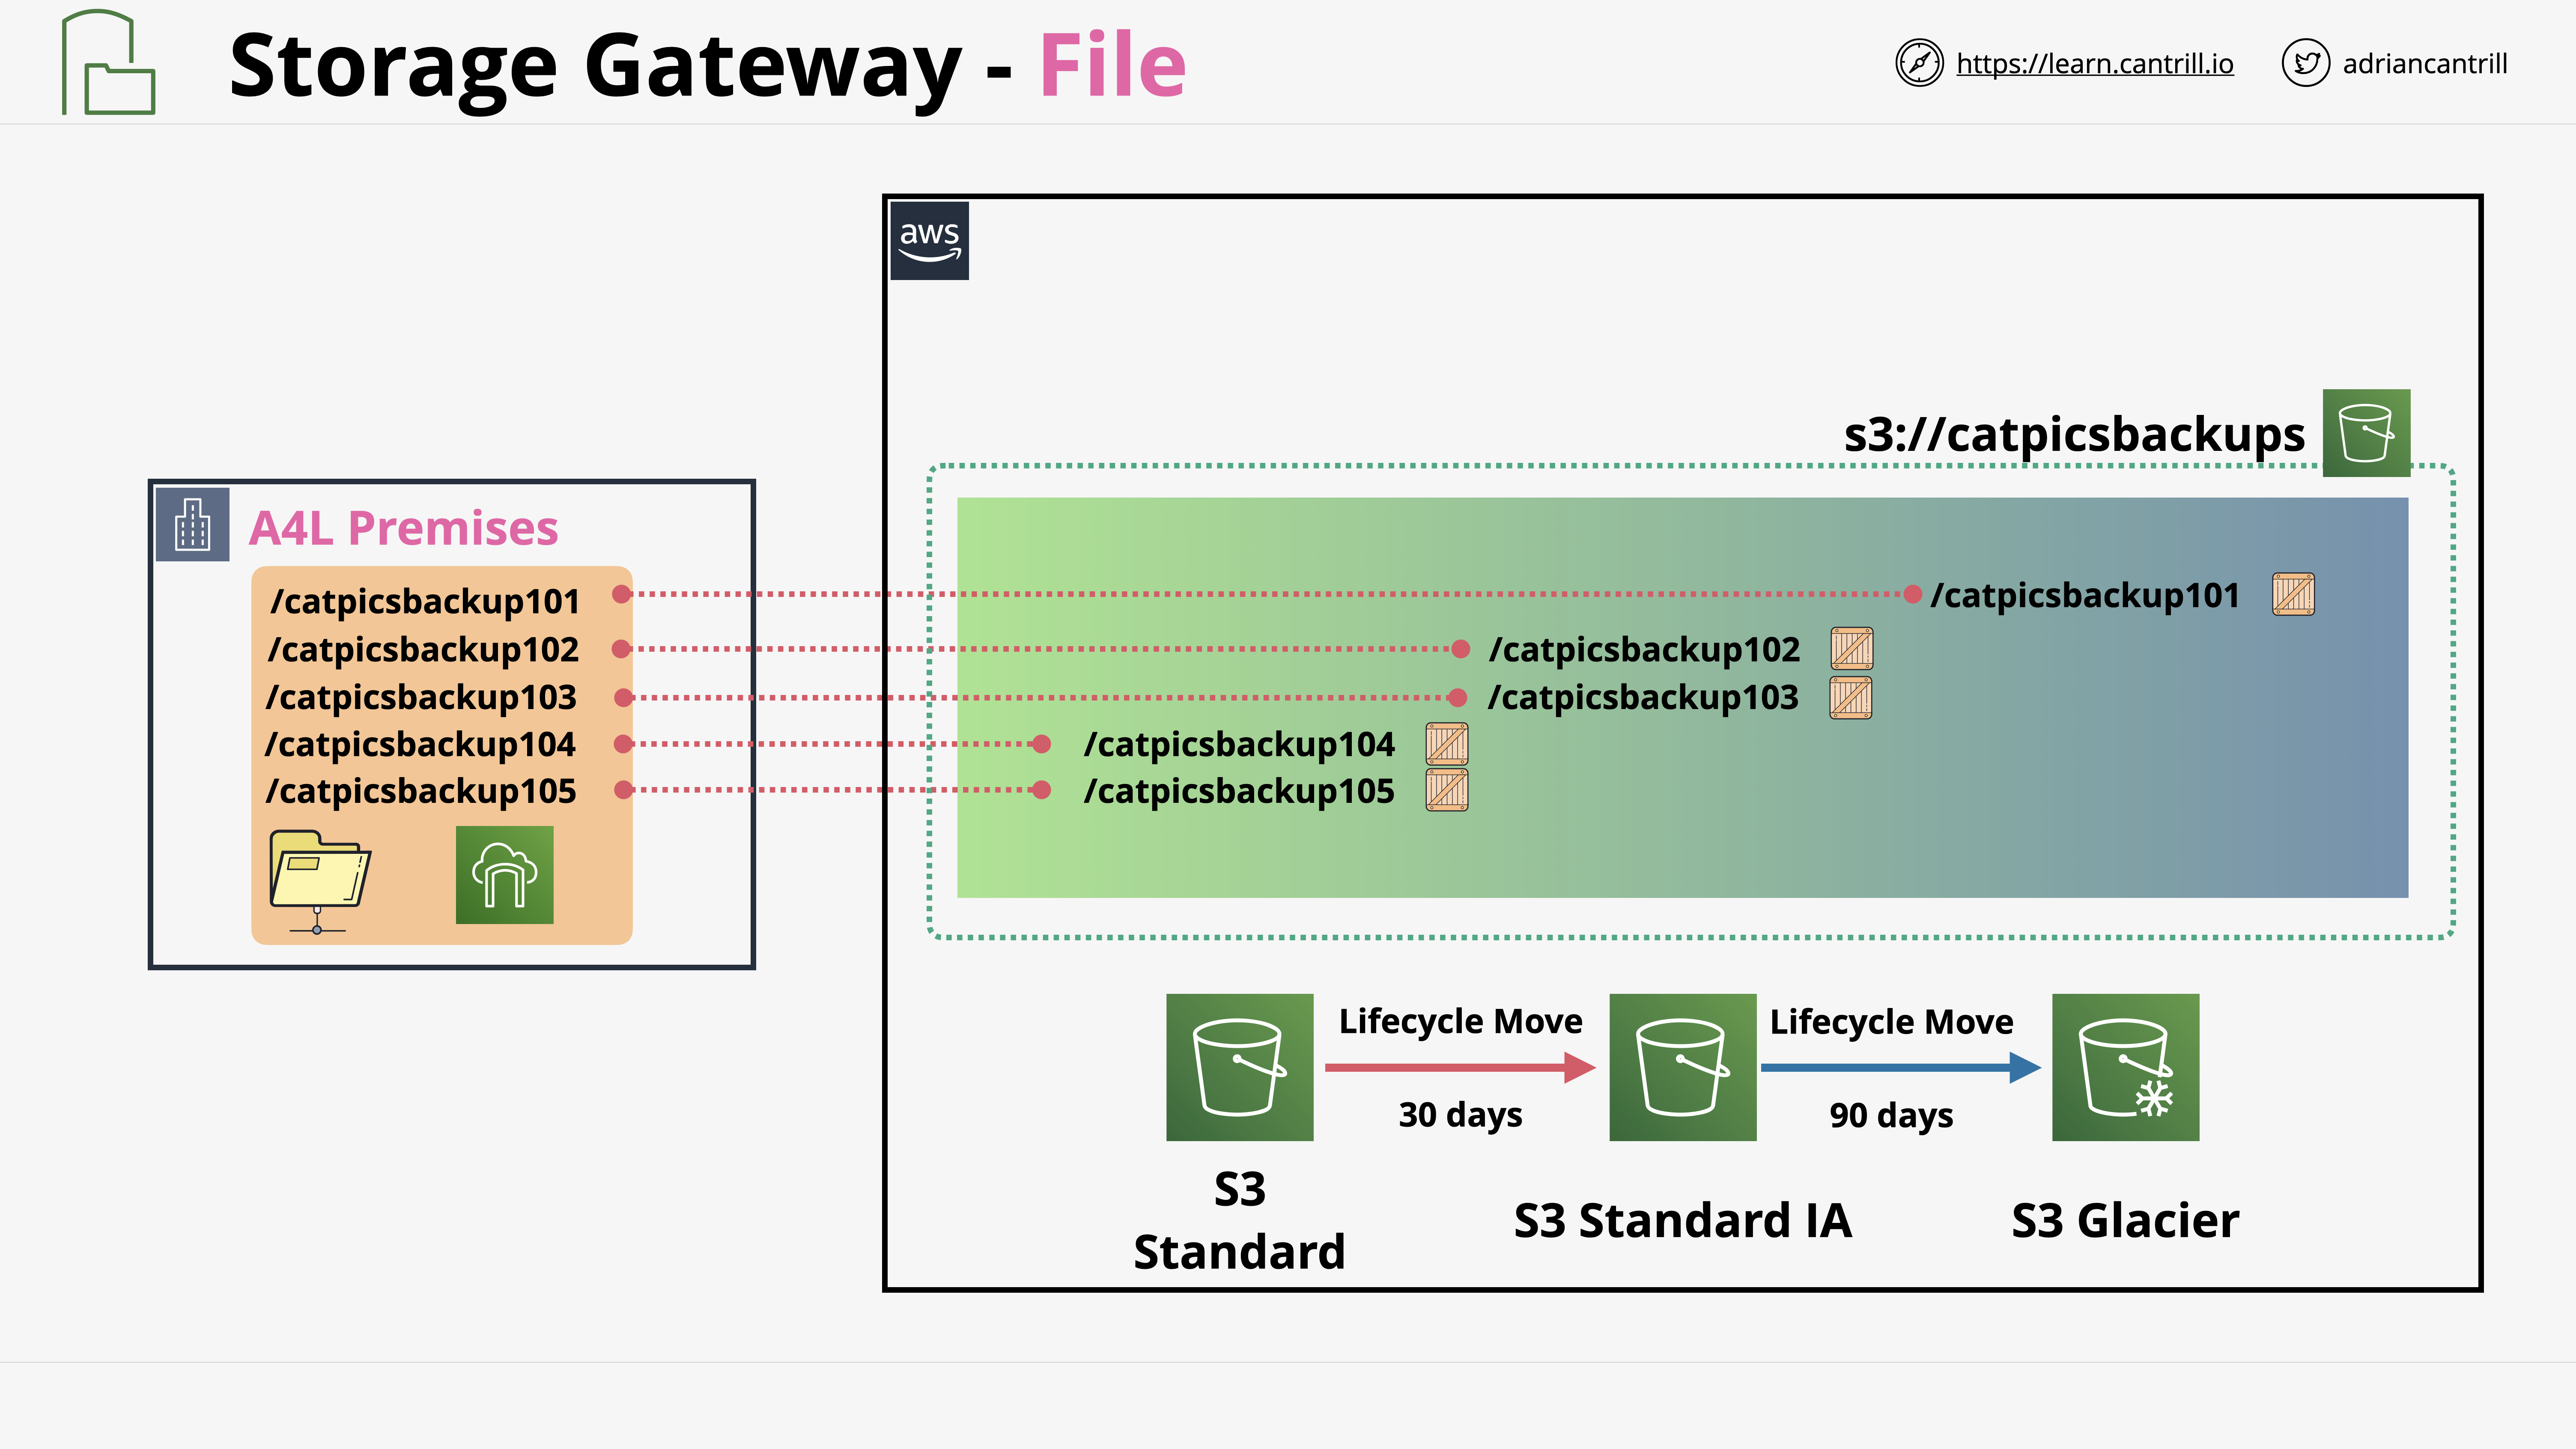 Storage Gateway - File
https://learn.cantrill.io
adriancantrill
aws
s3://catpicsbackups
A4L Premises
/catpicsbackup101
/catpicsbackup102
/catpicsbackup103
/catpicsbackup104
/catpicsbackup105
/catpicsbackup101
/catpicsbackup102
/catpicsbackup103
/catpicsbackup104
/catpicsbackup105
Lifecycle Move
30 days
Lifecycle Move
90 days
S3
Standard
S3 Standard IA
S3 Glacier